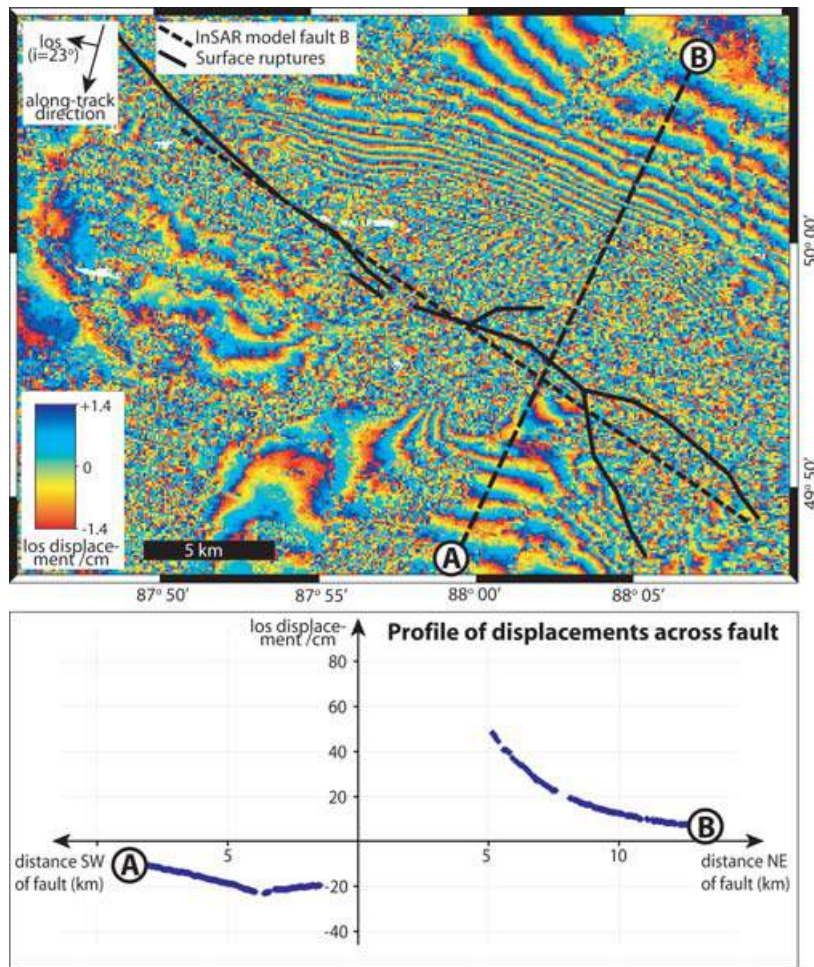 los
(i=23°)
along-track
direction
InSAR model fault B
Surface ruptures
B
50° 00'
+1.4
0
-1.4
los displace-
ment /cm
49° 50'
5 km
A
87° 50'
87° 55'
88° 00'
88° 05'
los displace-
ment /cm
Profile of displacements across fault
80
60
40
20
B
A
distance SW
of fault (km)
5
5
10
distance NE
of fault (km)
-20
-40